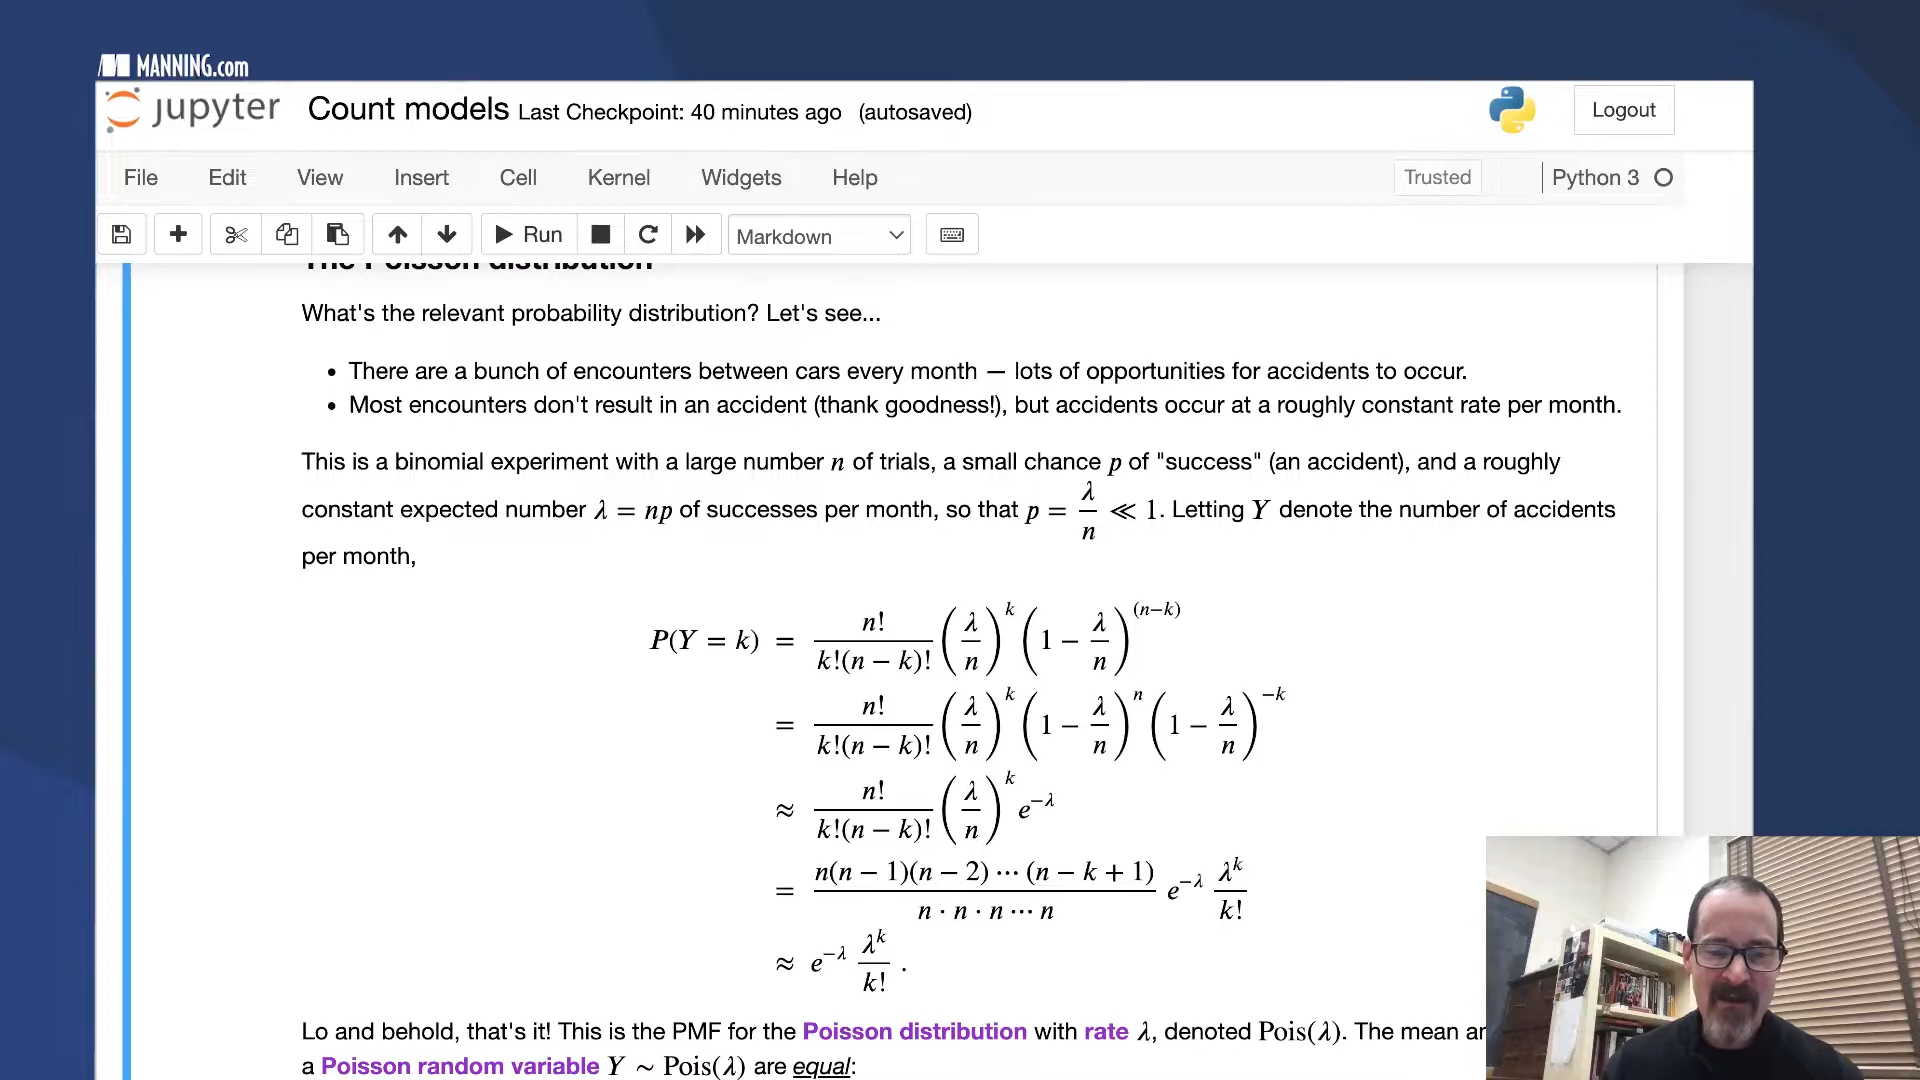 MANNING.com
jupyter Count models Last Checkpoint: 40 minutes ago (autosaved) Logout
File Edit View Insert Cell Kernel Widgets Help Trusted Python 3
Run Markdown
The Poisson distribution
What's the relevant probability distribution? Let's see...
• There are a bunch of encounters between cars every month — lots of opportunities for accidents to occur.
• Most encounters don't result in an accident (thank goodness!), but accidents occur at a roughly constant rate per month.
This is a binomial experiment with a large number n of trials, a small chance p of "success" (an accident), and a roughly
constant expected number λ = np of successes per month, so that p = λ/n ≪ 1. Letting Y denote the number of accidents
per month,
P(Y = k) = n!/(k!(n − k)!) (λ/n)^k (1 − λ/n)^(n−k)
= n!/(k!(n − k)!) (λ/n)^k (1 − λ/n)^n (1 − λ/n)^−k
≈ n!/(k!(n − k)!) (λ/n)^k e^−λ
= n(n − 1)(n − 2) ⋯ (n − k + 1)/(n · n · n ⋯ n) e^−λ λ^k/k!
≈ e^−λ λ^k/k! .
Lo and behold, that's it! This is the PMF for the Poisson distribution with rate λ, denoted Pois(λ). The mean
a Poisson random variable Y ∼ Pois(λ) are equal: